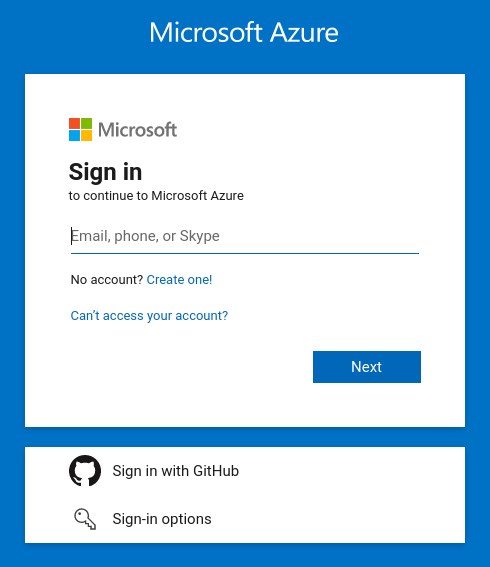 Microsoft Azure
Microsoft
Sign in
to continue to Microsoft Azure
Email, phone, or Skype
No account? Create one!
Can’t access your account?
Next
Sign in with GitHub
Sign-in options